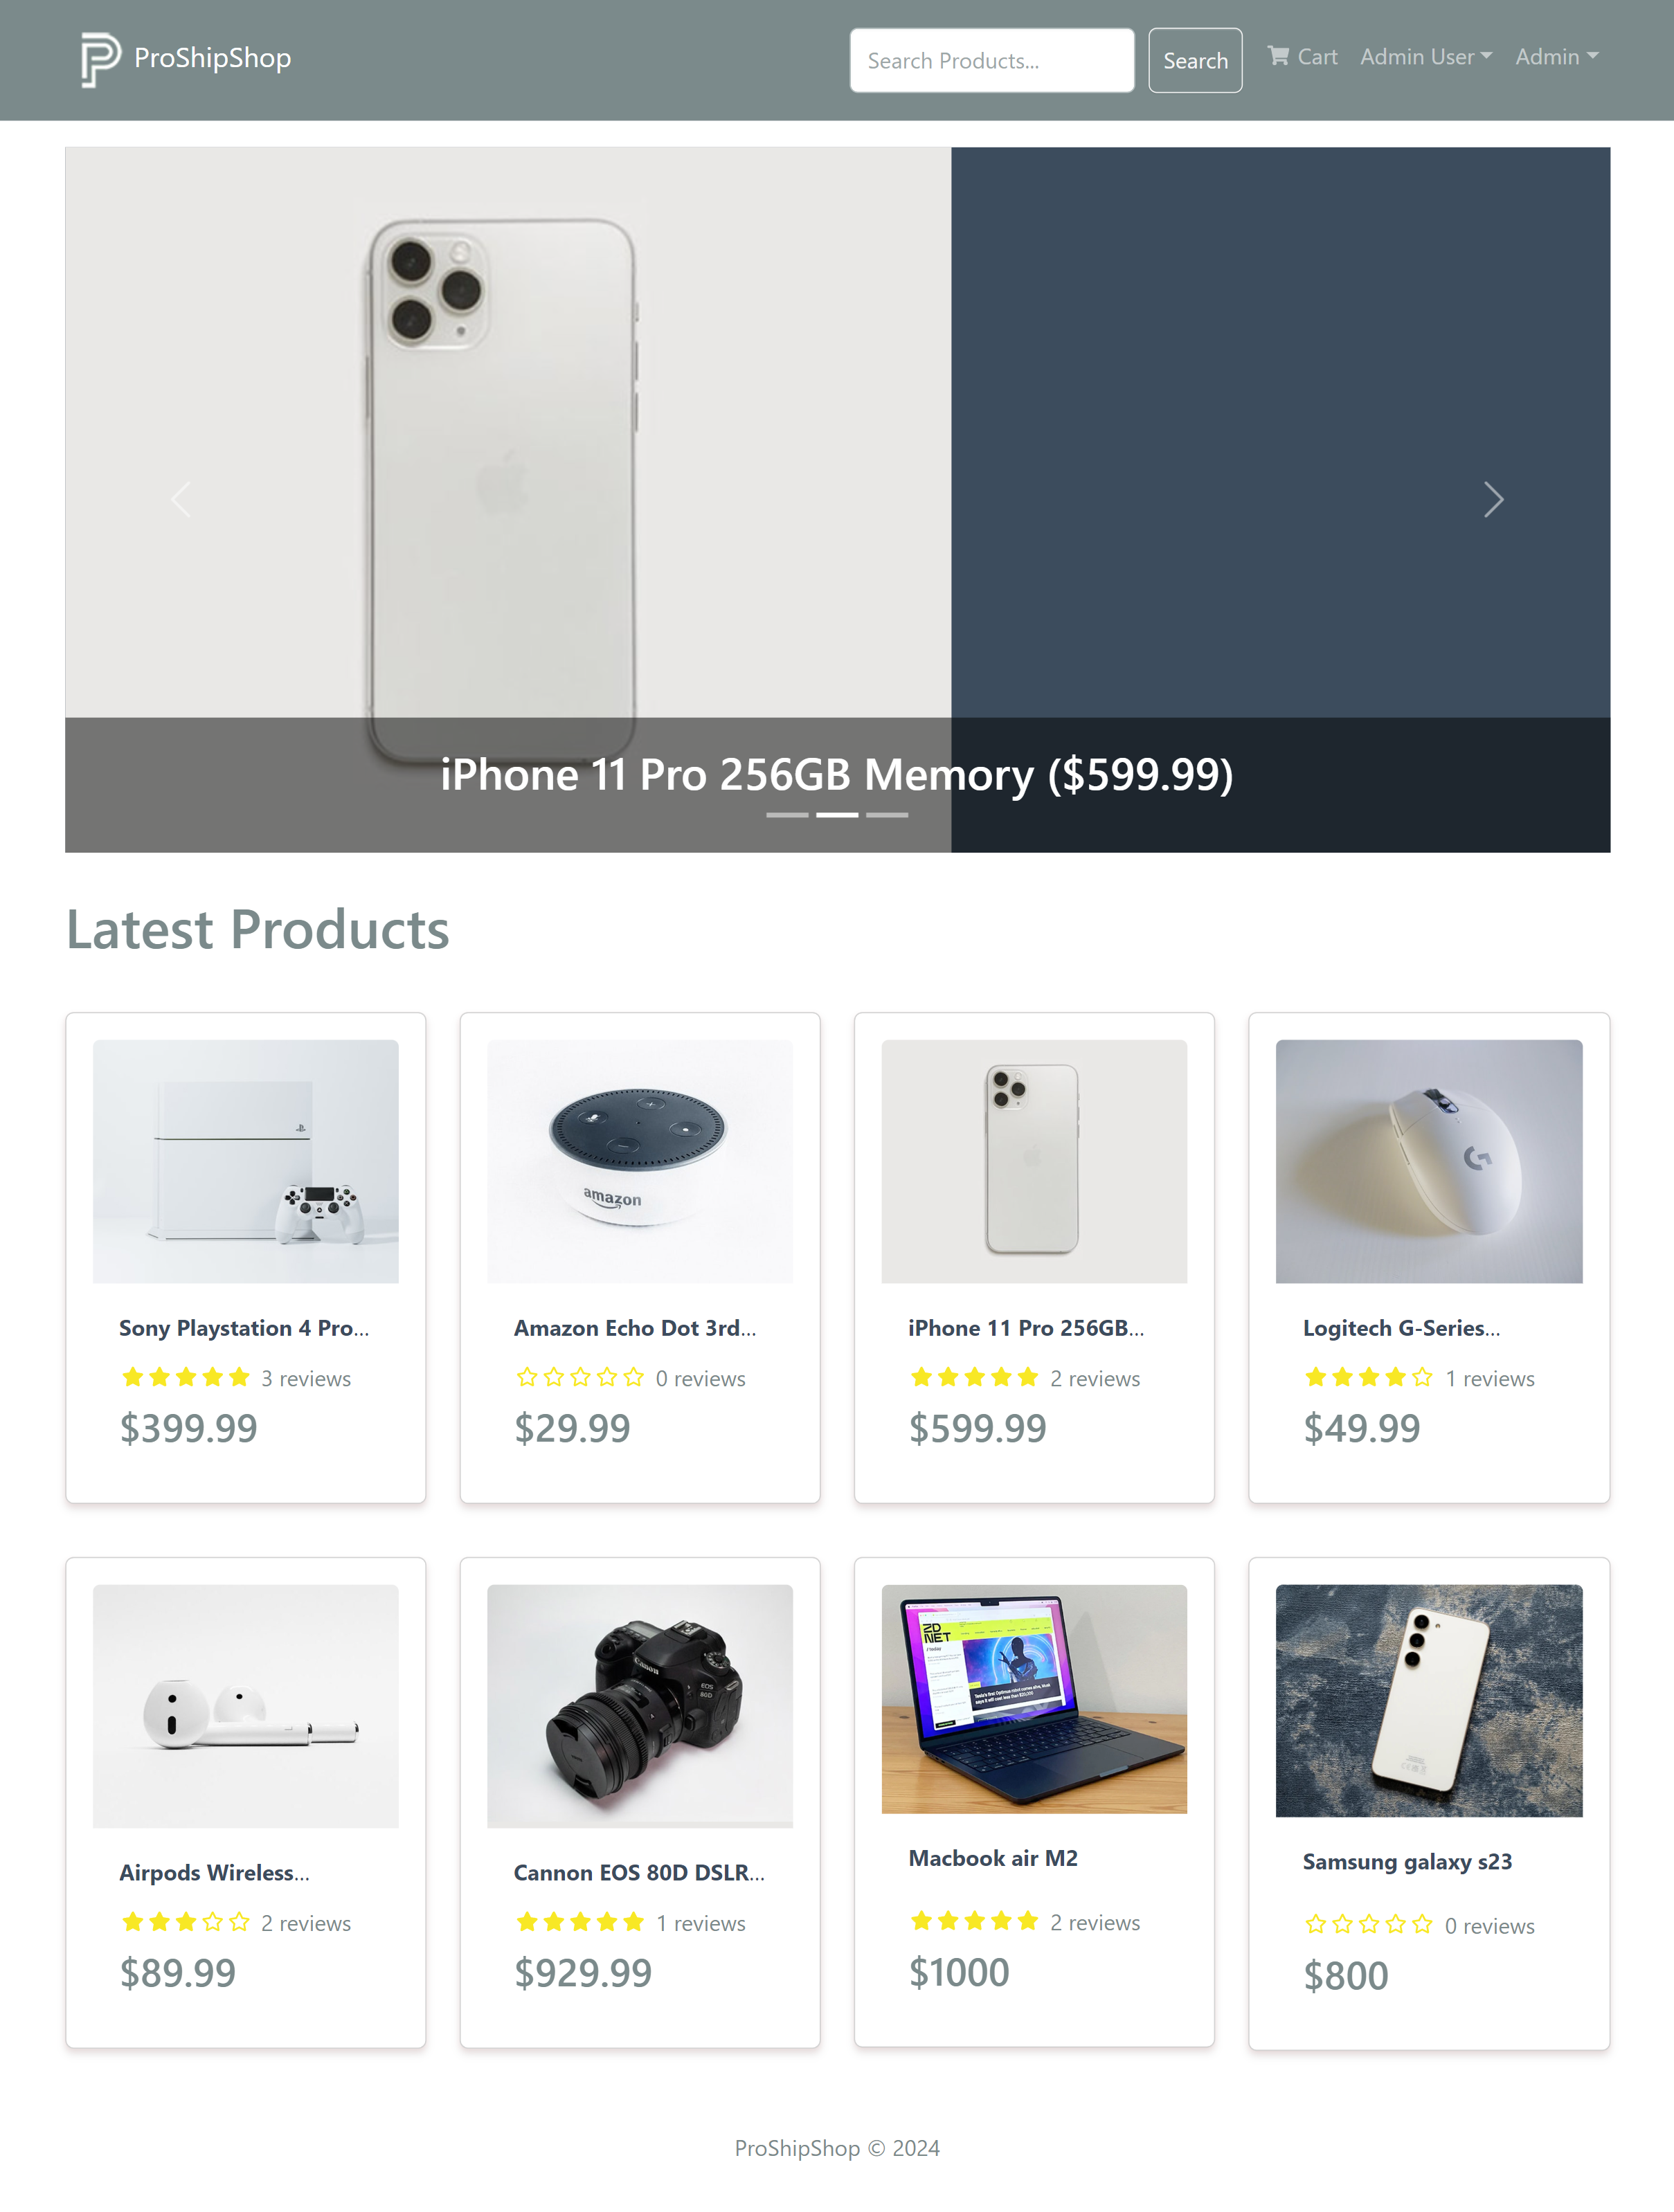 ProShipShop
Search Products...
Search
Cart
Admin User
Admin
iPhone 11 Pro 256GB Memory ($599.99)
Latest Products
amazon
Sony Playstation 4 Pro...
3 reviews
$399.99
Amazon Echo Dot 3rd...
0 reviews
$29.99
iPhone 11 Pro 256GB...
2 reviews
$599.99
Logitech G-Series...
1 reviews
$49.99
Canon
EOS
80D
ZD
NET
Airpods Wireless...
2 reviews
$89.99
Cannon EOS 80D DSLR...
1 reviews
$929.99
Macbook air M2
2 reviews
$1000
Samsung galaxy s23
0 reviews
$800
ProShipShop © 2024